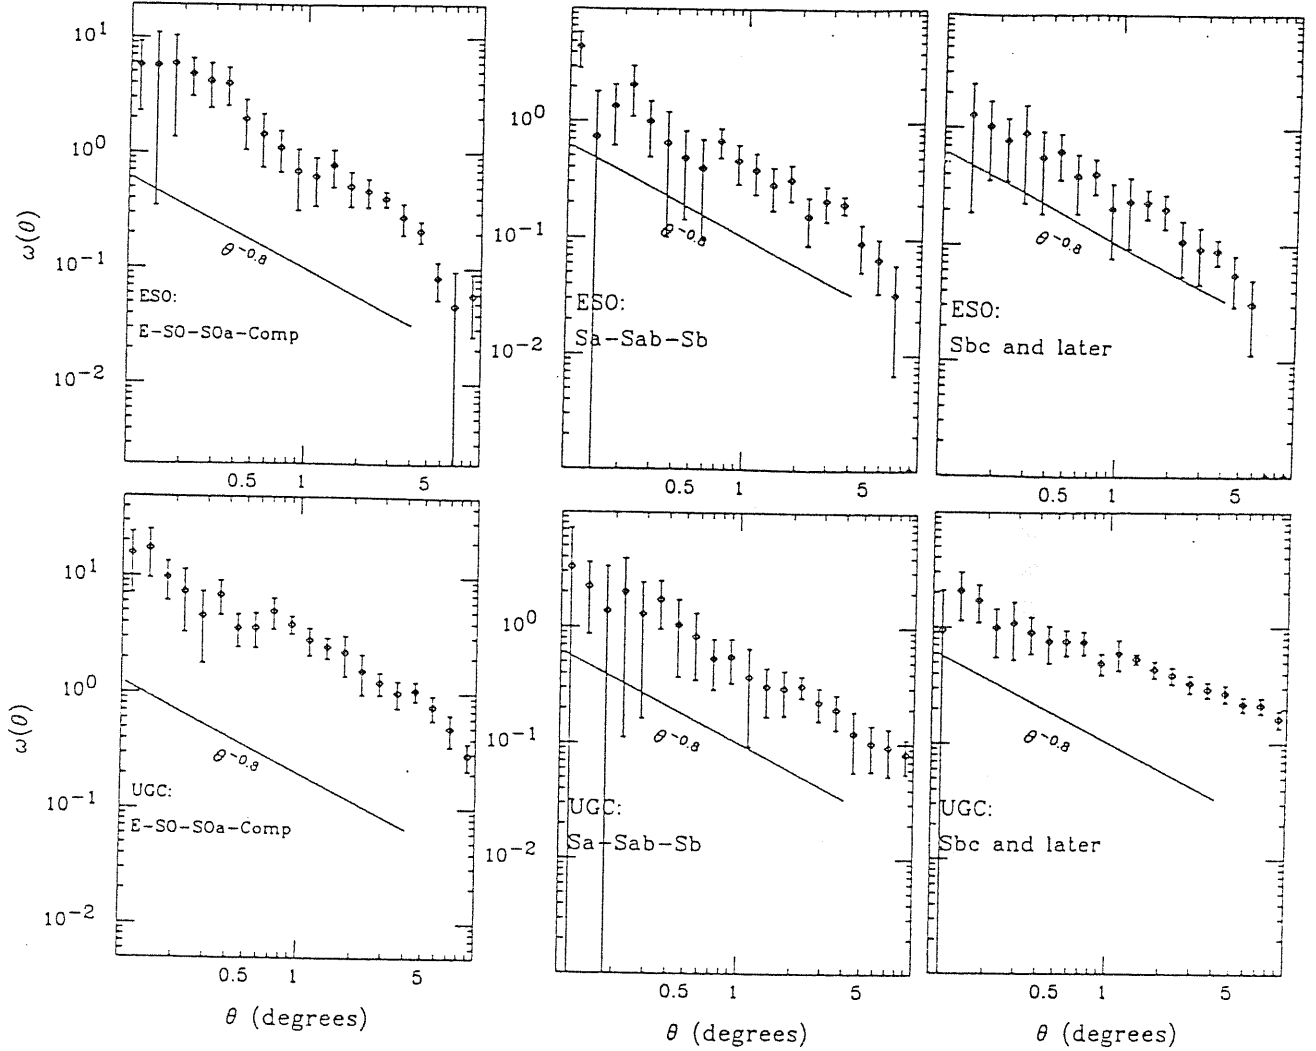 10^1
10^0
10^-1
10^-2
ω(θ)
θ^-0.8
ESO:
E-SO-SOa-Comp
0.5 1 5
10^0
10^-1
10^-2
θ^-0.8
ESO:
Sa-Sab-Sb
0.5 1 5
θ^-0.8
ESO:
Sbc and later
0.5 1 5
10^1
10^0
10^-1
10^-2
ω(θ)
θ^-0.8
UGC:
E-SO-SOa-Comp
0.5 1 5
θ (degrees)
10^0
10^-1
10^-2
θ^-0.8
UGC:
Sa-Sab-Sb
0.5 1 5
θ (degrees)
θ^-0.8
UGC:
Sbc and later
0.5 1 5
θ (degrees)